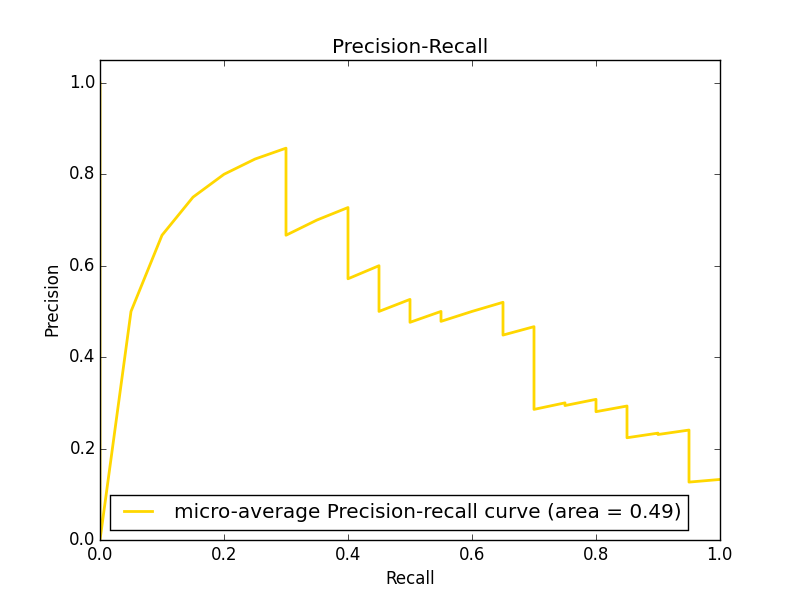 Precision-Recall
1.0
0.8
0.6
0.4
0.2
0.0
Precision
micro-average Precision-recall curve (area = 0.49)
0.0 0.2 0.4 0.6 0.8 1.0
Recall